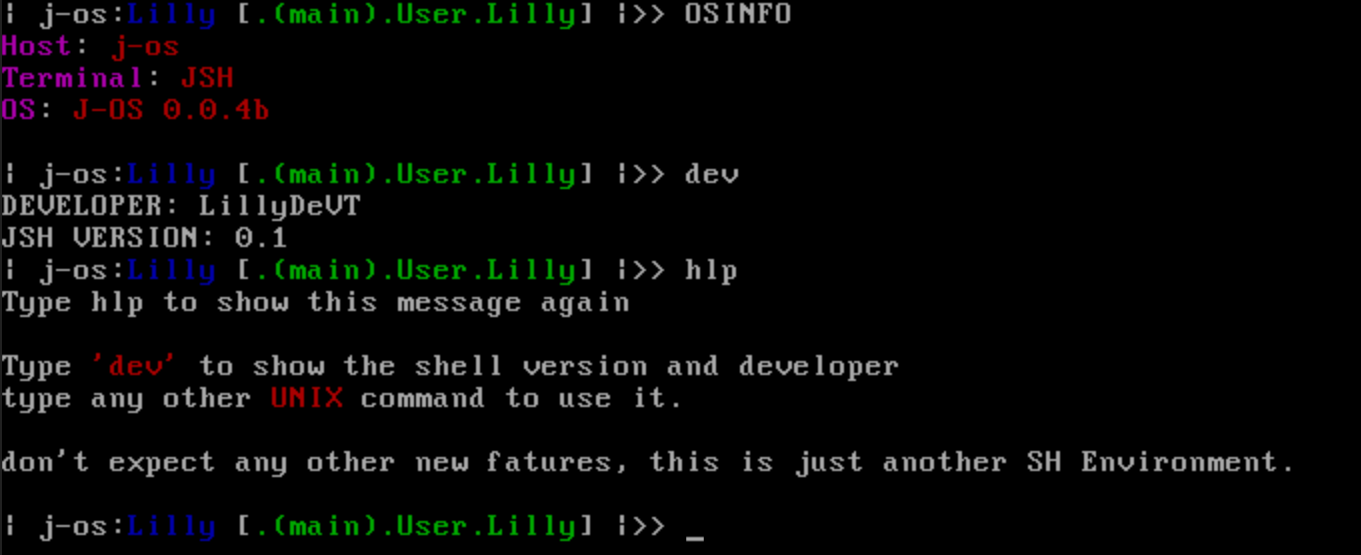 ¦ j-os:Lilly [.(main).User.Lilly] ¦>> OSINFO
Host: j-os
Terminal: JSH
OS: J-OS 0.0.4b
¦ j-os:Lilly [.(main).User.Lilly] ¦>> dev
DEVELOPER: LillyDeVT
JSH VERSION: 0.1
¦ j-os:Lilly [.(main).User.Lilly] ¦>> hlp
Type hlp to show this message again
Type 'dev' to show the shell version and developer
type any other UNIX command to use it.
don't expect any other new fatures, this is just another SH Environment.
¦ j-os:Lilly [.(main).User.Lilly] ¦>> _